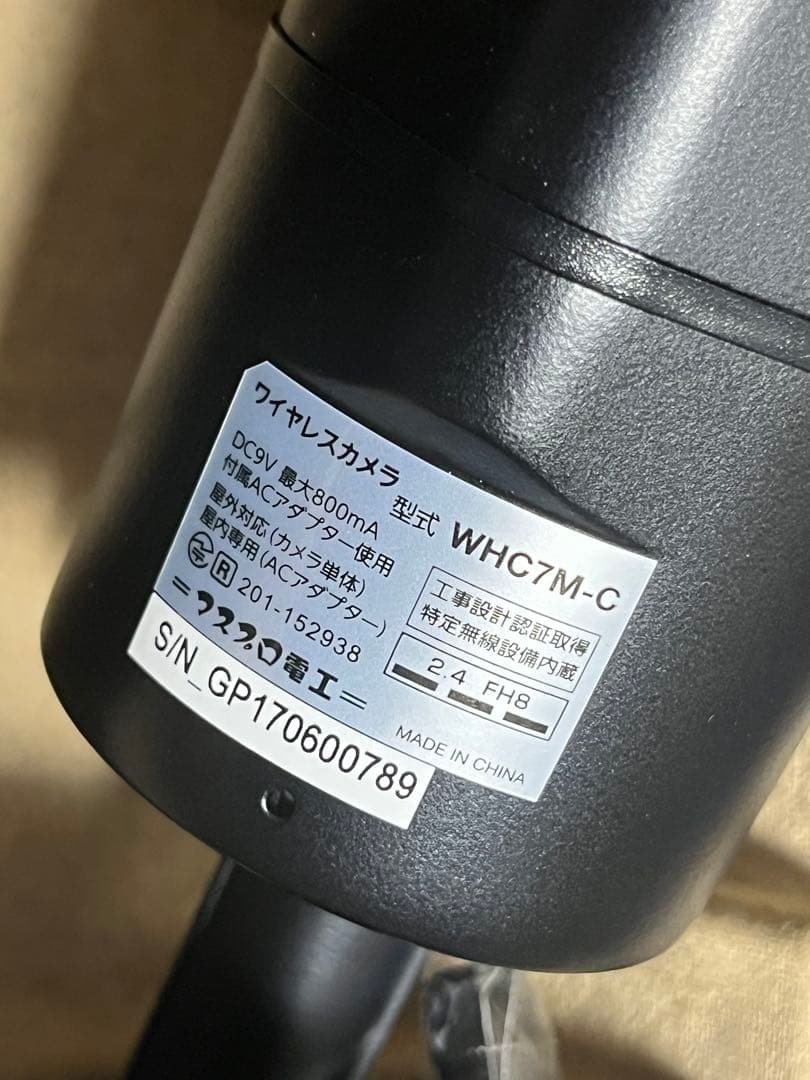 ワイヤレスカメラ
型式 WHC7M-C
DC9V 最大800mA
付属ACアダプター使用
屋外対応(カメラ単体)
屋内専用(ACアダプター)
R 201-152938
工事設計認証取得
特定無線設備内蔵
2.4 FH8
=マスプロ電工=
MADE IN CHINA
S/N_GP170600789